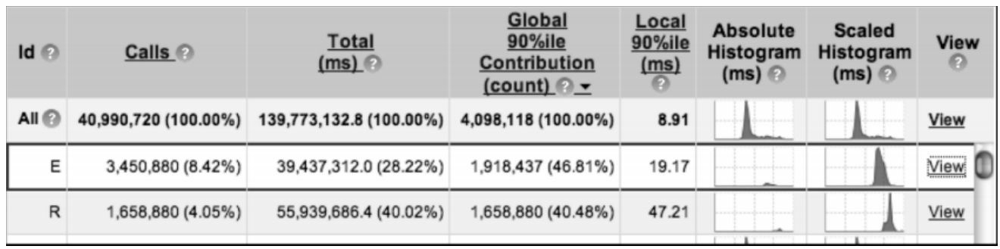 Id ? Calls ? Total (ms) ? Global 90%ile Contribution (count) ? Local 90%ile (ms) ? Absolute Histogram (ms) ? Scaled Histogram (ms) ? View ?
All ? 40,990,720 (100.00%) 139,773,132.8 (100.00%) 4,098,118 (100.00%) 8.91 View
E 3,450,880 (8.42%) 39,437,312.0 (28.22%) 1,918,437 (46.81%) 19.17 View
R 1,658,880 (4.05%) 55,939,686.4 (40.02%) 1,658,880 (40.48%) 47.21 View